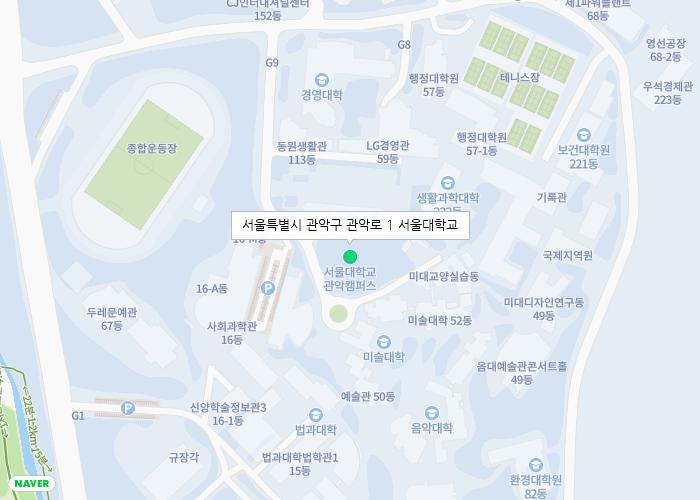 CJ인터내셔널센터
152동
제1파워플랜트
68동
G8
영선공장
68-2동
G9
행정대학원
57동
테니스장
우석경제관
223동
경영대학
종합운동장
동원생활관
113동
LG경영관
59동
행정대학원
57-1동
보건대학원
221동
생활과학대학
기록관
서울특별시 관악구 관악로 1 서울대학교
서울대학교
관악캠퍼스
국제지역원
미대교양실습동
16-A동
P
미대디자인연구동
49동
두레문예관
67동
사회과학관
16동
미술대학 52동
미술대학
음대예술관콘서트홀
49동
예술관 50동
G1
P
신양학술정보관3
16-1동
22분·1.2km·15분
법과대학
음악대학
규장각
법과대학법학관1
15동
환경대학원
82동
NAVER